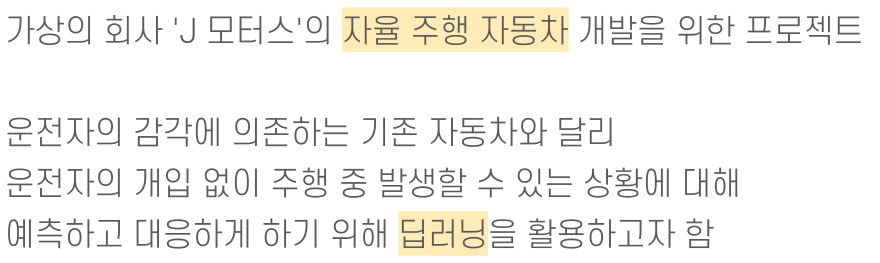 가상의 회사 'J 모터스'의 자율 주행 자동차 개발을 위한 프로젝트
운전자의 감각에 의존하는 기존 자동차와 달리
운전자의 개입 없이 주행 중 발생할 수 있는 상황에 대해
예측하고 대응하게 하기 위해 딥러닝을 활용하고자 함